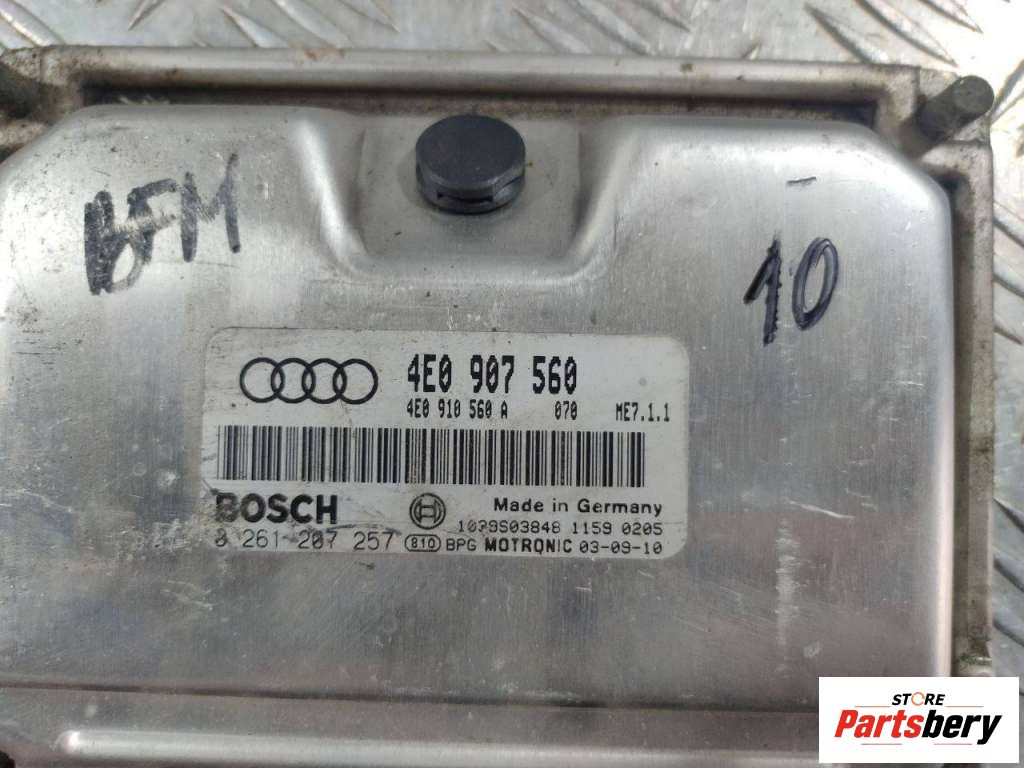 BFM
10
4E0 907 560
4E0 910 560 A 070 ME7.1.1
BOSCH
Made in Germany
1039S03848 1159 0205
0 261 207 257 810 BPG MOTRONIC 03-09-10
STORE
Partsbery